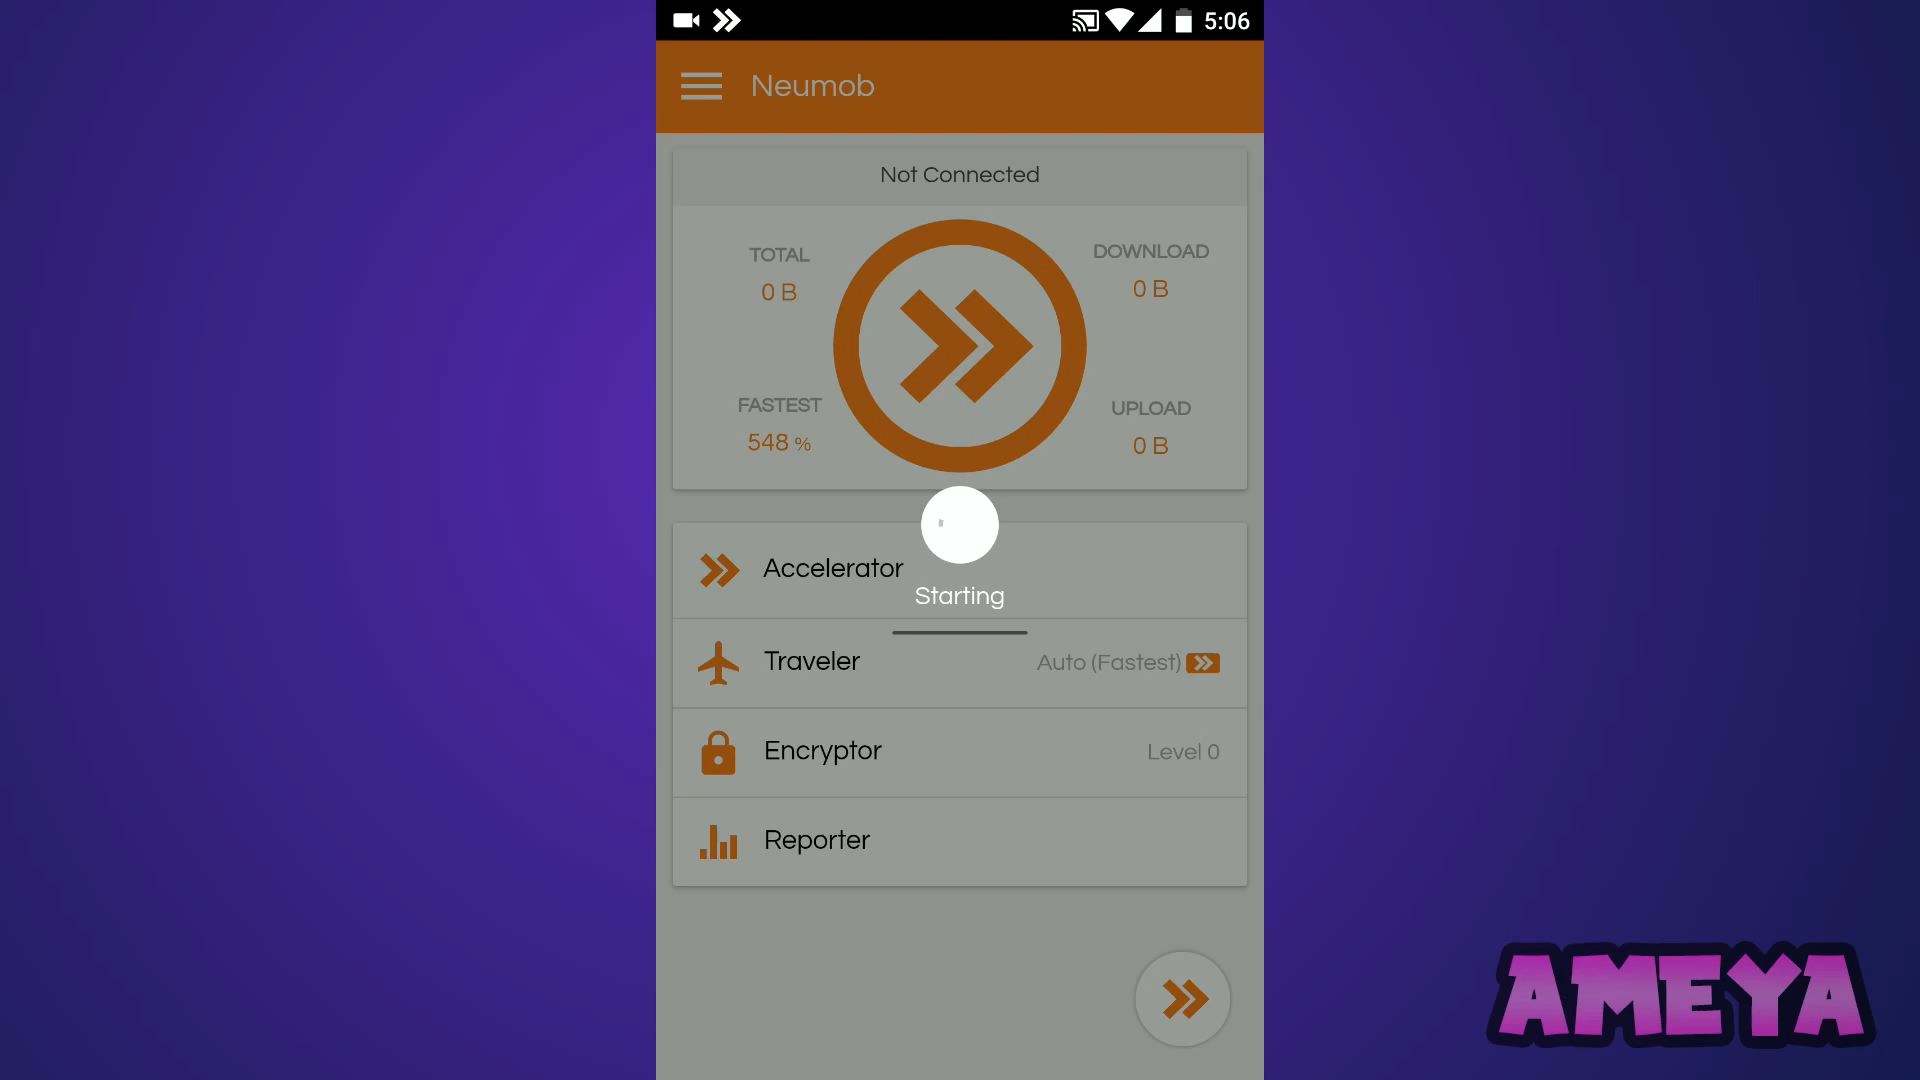 5:06
Neumob
Not Connected
TOTAL
0 B
DOWNLOAD
0 B
FASTEST
548 %
UPLOAD
0 B
Accelerator
Starting
Traveler
Auto (Fastest)
Encryptor
Level 0
Reporter
AMEYA